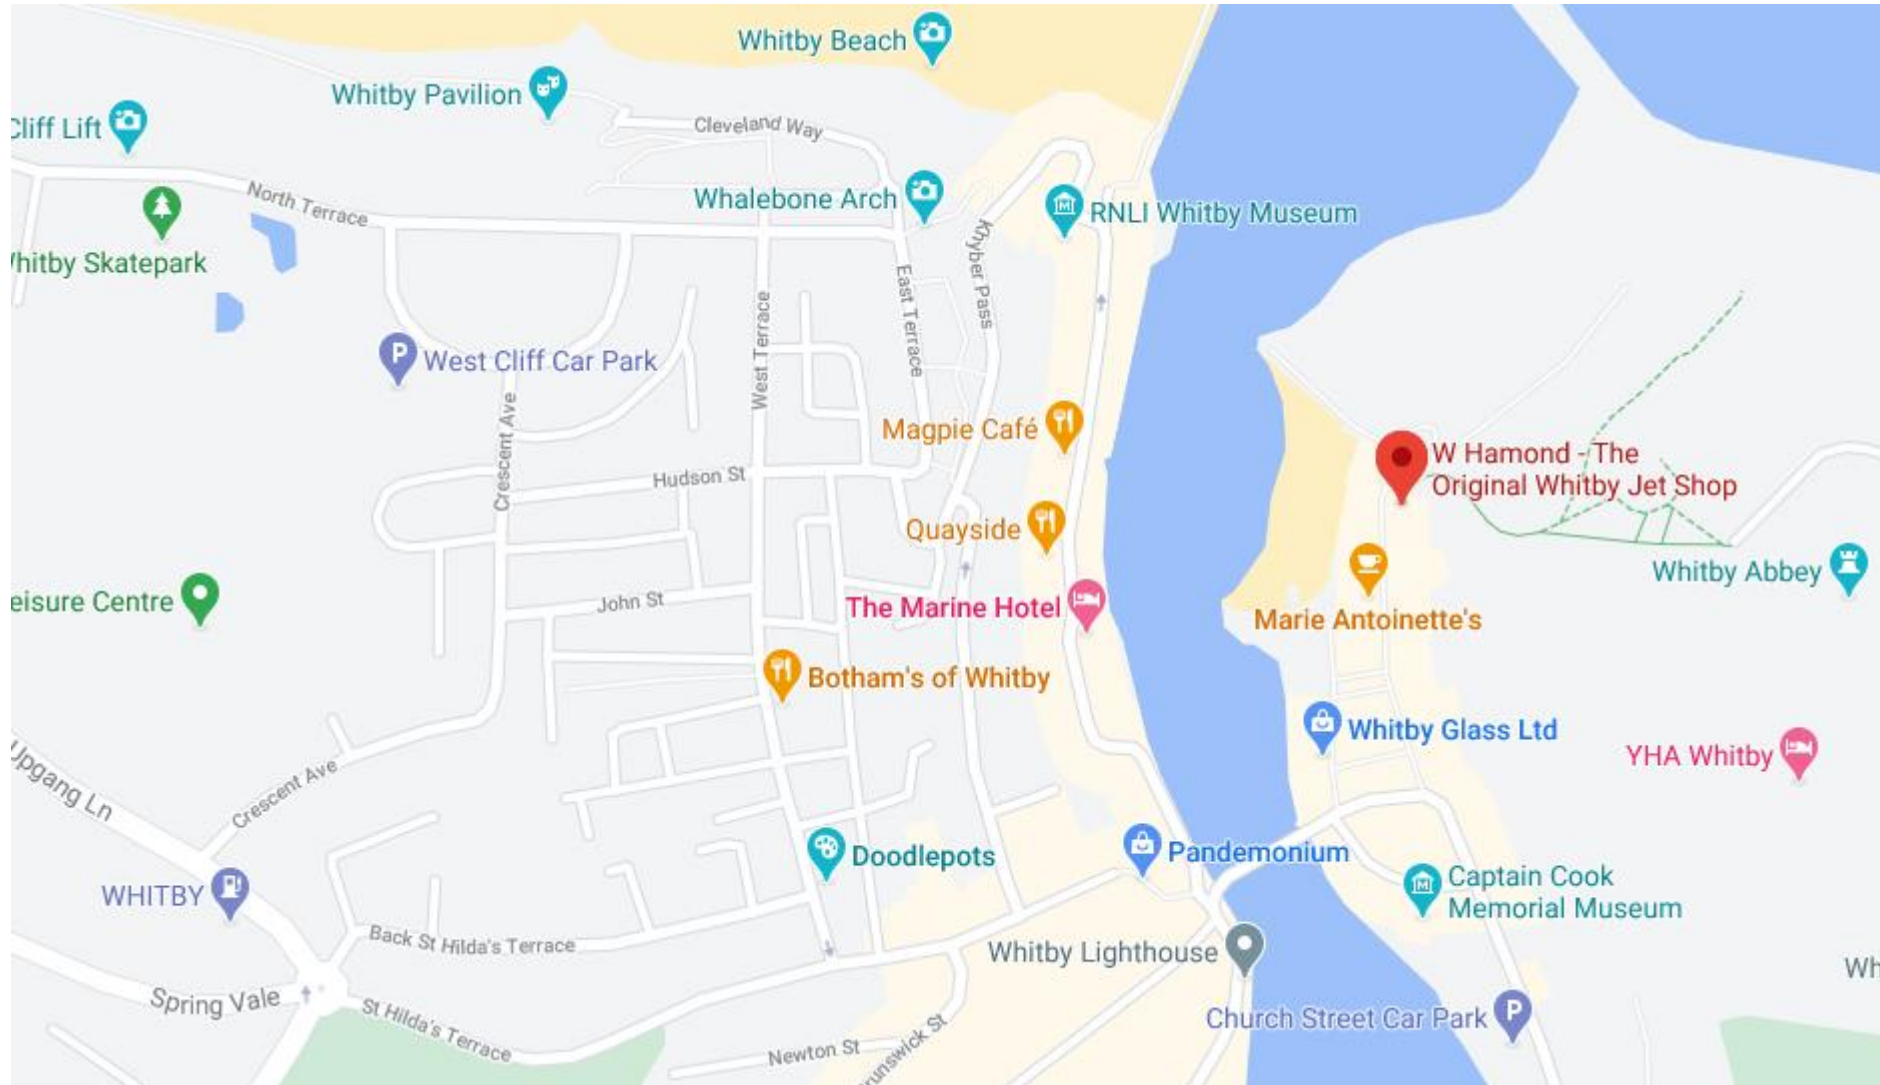 Whitby Beach
Whitby Pavilion
Cliff Lift
Cleveland Way
North Terrace
Whalebone Arch
RNLI Whitby Museum
Whitby Skatepark
Khyber Pass
East Terrace
West Terrace
P
West Cliff Car Park
Crescent Ave
Magpie Café
W Hamond - The
Original Whitby Jet Shop
Hudson St
Quayside
Whitby Abbey
eisure Centre
John St
The Marine Hotel
Marie Antoinette's
Botham's of Whitby
Whitby Glass Ltd
YHA Whitby
Upgang Ln
Crescent Ave
Doodlepots
Pandemonium
WHITBY
Captain Cook
Memorial Museum
Back St Hilda's Terrace
Whitby Lighthouse
Wh
Spring Vale
St Hilda's Terrace
Church Street Car Park
P
Newton St
runswick St